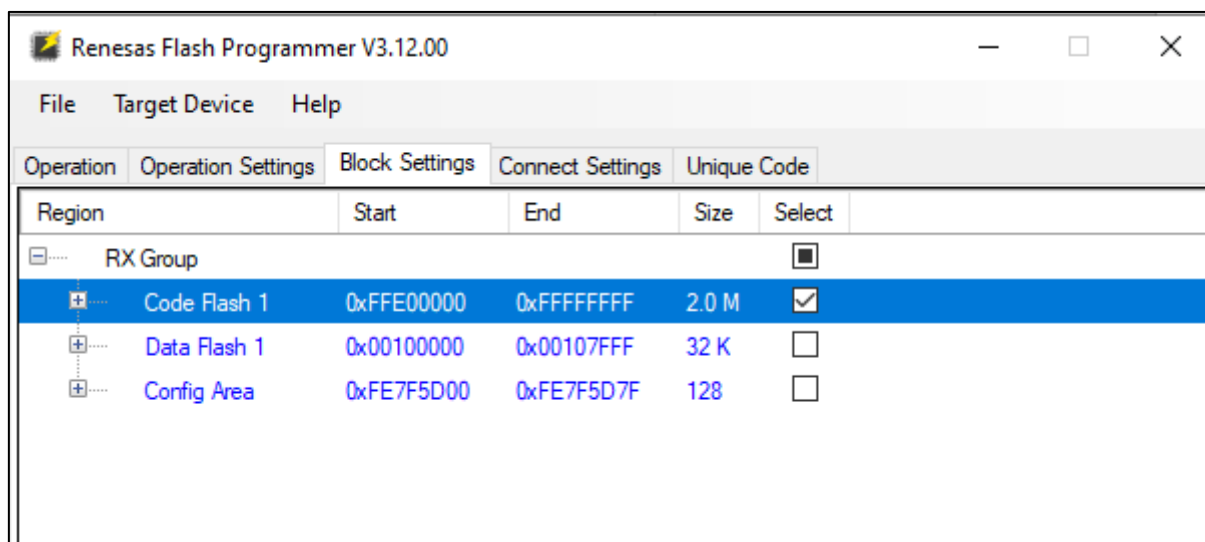 Renesas Flash Programmer V3.12.00
File Target Device Help
Operation Operation Settings Block Settings Connect Settings Unique Code
Region Start End Size Select
RX Group
Code Flash 1 0xFFE00000 0xFFFFFFFF 2.0 M
Data Flash 1 0x00100000 0x00107FFF 32 K
Config Area 0xFE7F5D00 0xFE7F5D7F 128